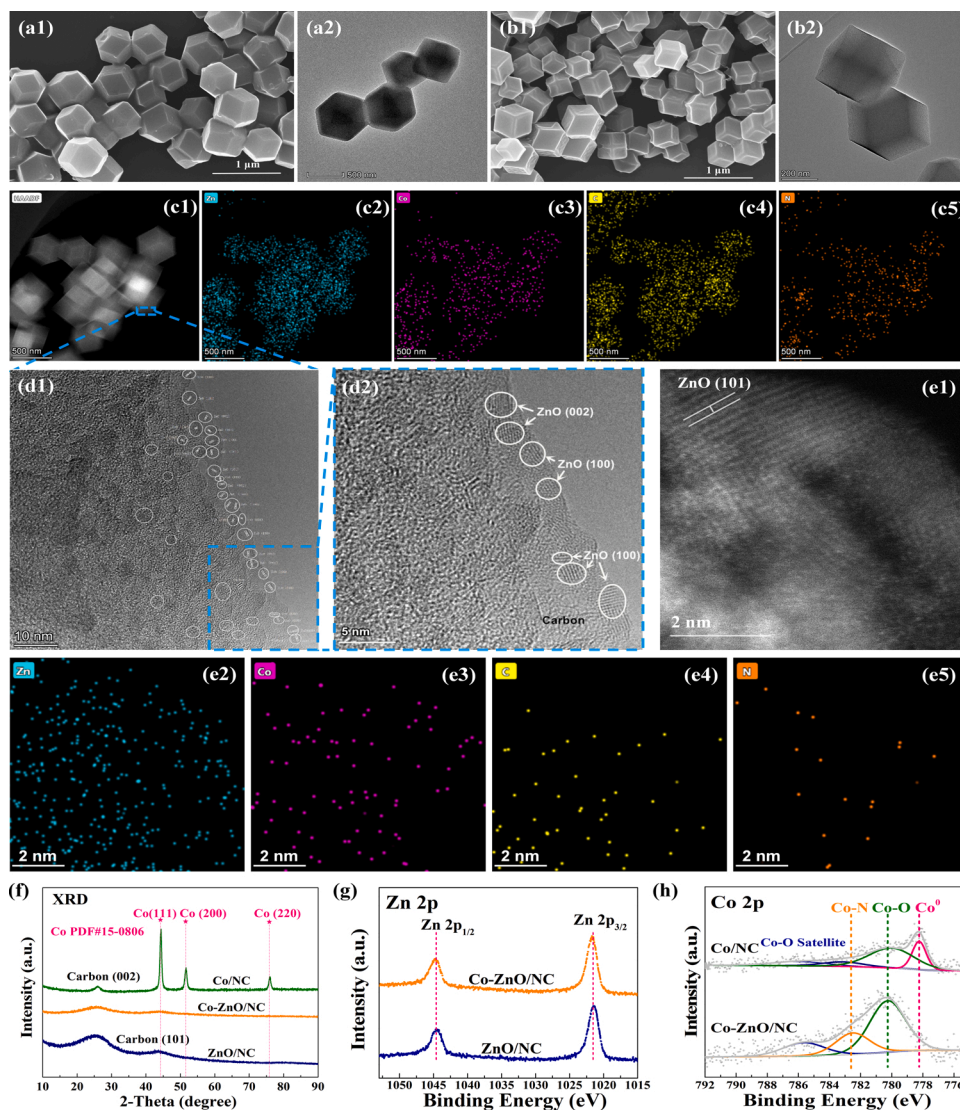 (a1)
(a2)
(b1)
(b2)
1 μm
500 nm
1 μm
200 nm
HAADF
(c1)
Zn
(c2)
Co
(c3)
C
(c4)
N
(c5)
500 nm
500 nm
500 nm
500 nm
500 nm
(d1)
(d2)
ZnO (002)
ZnO (100)
ZnO (100)
Carbon
ZnO (101)
(e1)
10 nm
5 nm
2 nm
Zn
(e2)
Co
(e3)
C
(e4)
N
(e5)
2 nm
2 nm
2 nm
2 nm
(f)
XRD
Co(111)
Co (200)
Co (220)
Co PDF#15-0806
Carbon (002)
Co/NC
Co-ZnO/NC
Carbon (101)
ZnO/NC
Intensity (a.u.)
10 20 30 40 50 60 70 80 90
2-Theta (degree)
(g)
Zn 2p
Zn 2p1/2
Zn 2p3/2
Co-ZnO/NC
ZnO/NC
Intensity (a.u.)
1045 1035 1025 1015
Binding Energy (eV)
(h)
Co 2p
Co-N
Co-O
Co⁰
Co/NC
Co-O Satellite
Co-ZnO/NC
Intensity (a.u.)
792 790 788 786 784 782 780 778 776
Binding Energy (eV)